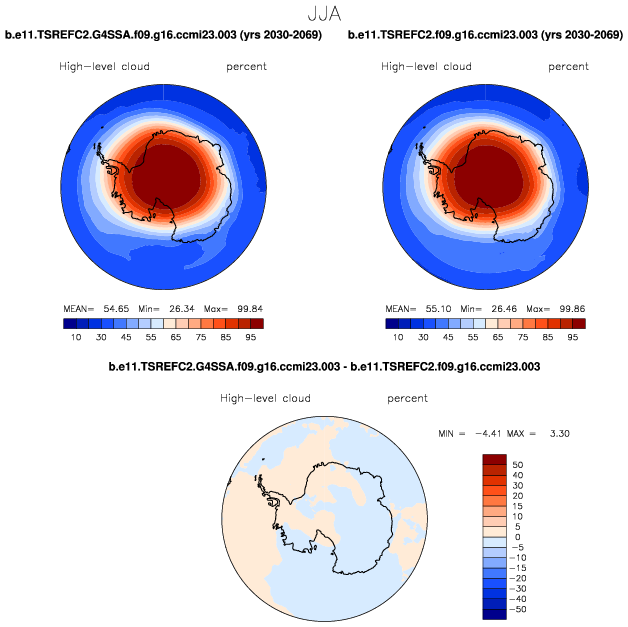 JJA
b.e11.TSREFC2.G4SSA.f09.g16.ccmi23.003 (yrs 2030-2069)
b.e11.TSREFC2.f09.g16.ccmi23.003 (yrs 2030-2069)
High-level cloud percent
High-level cloud percent
MEAN= 54.65 Min= 26.34 Max= 99.84
MEAN= 55.10 Min= 26.46 Max= 99.86
10 30 45 55 65 75 85 95
10 30 45 55 65 75 85 95
b.e11.TSREFC2.G4SSA.f09.g16.ccmi23.003 - b.e11.TSREFC2.f09.g16.ccmi23.003
High-level cloud percent
MIN = -4.41 MAX = 3.30
50
40
30
20
15
10
5
0
-5
-10
-15
-20
-30
-40
-50